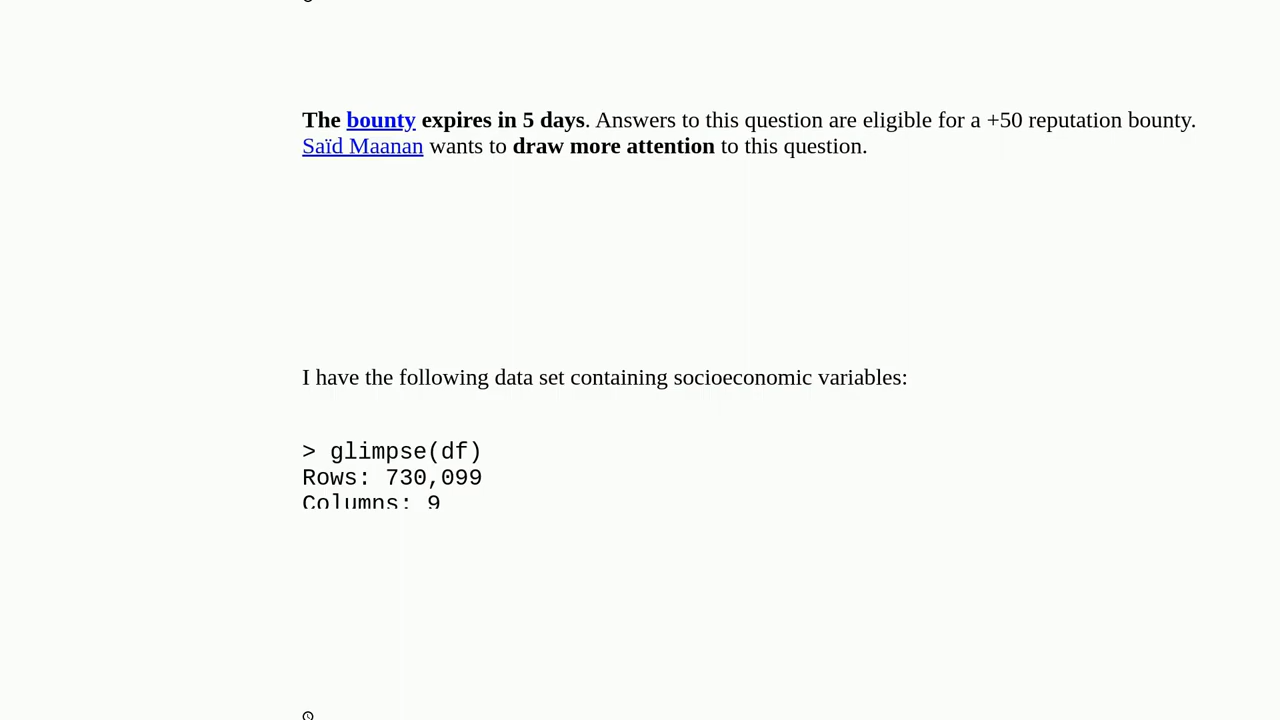 The bounty expires in 5 days. Answers to this question are eligible for a +50 reputation bounty.
Saïd Maanan wants to draw more attention to this question.
I have the following data set containing socioeconomic variables:
> glimpse(df)
Rows: 730,099
Columns: 9